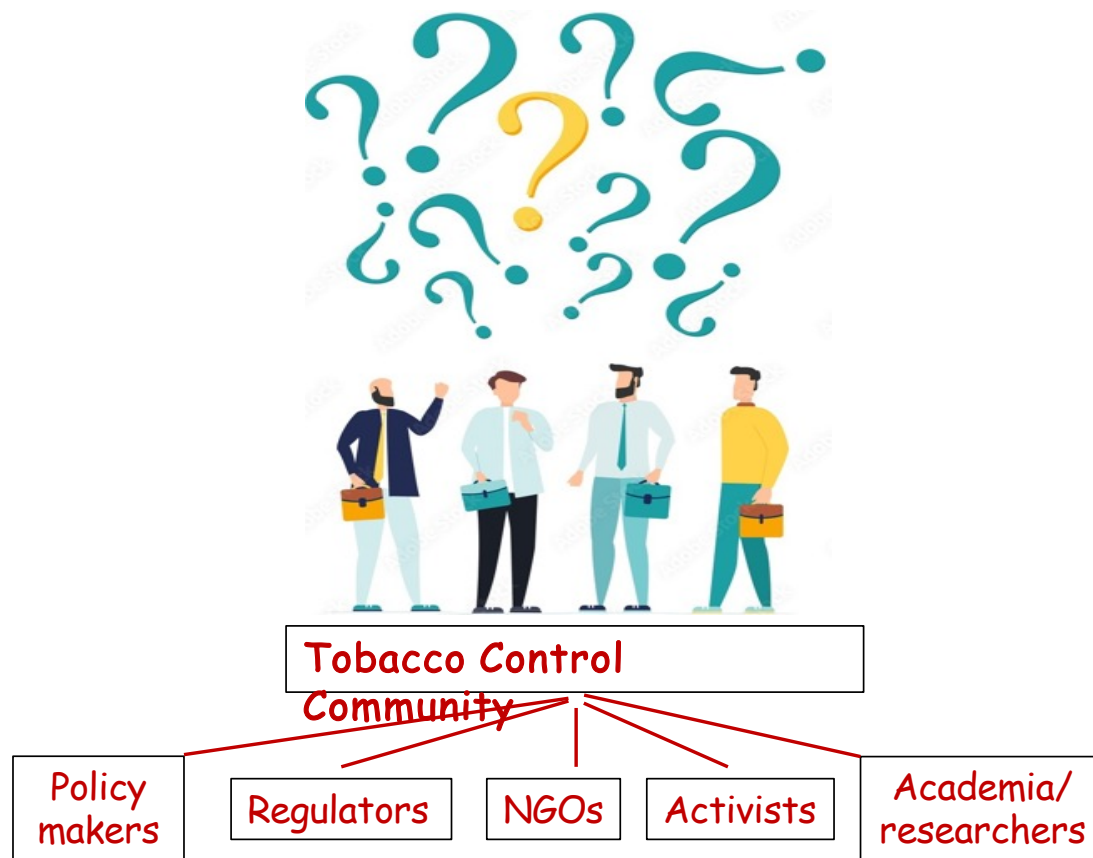 Tobacco Control
Community
Policy
makers
Regulators
NGOs
Activists
Academia/
researchers